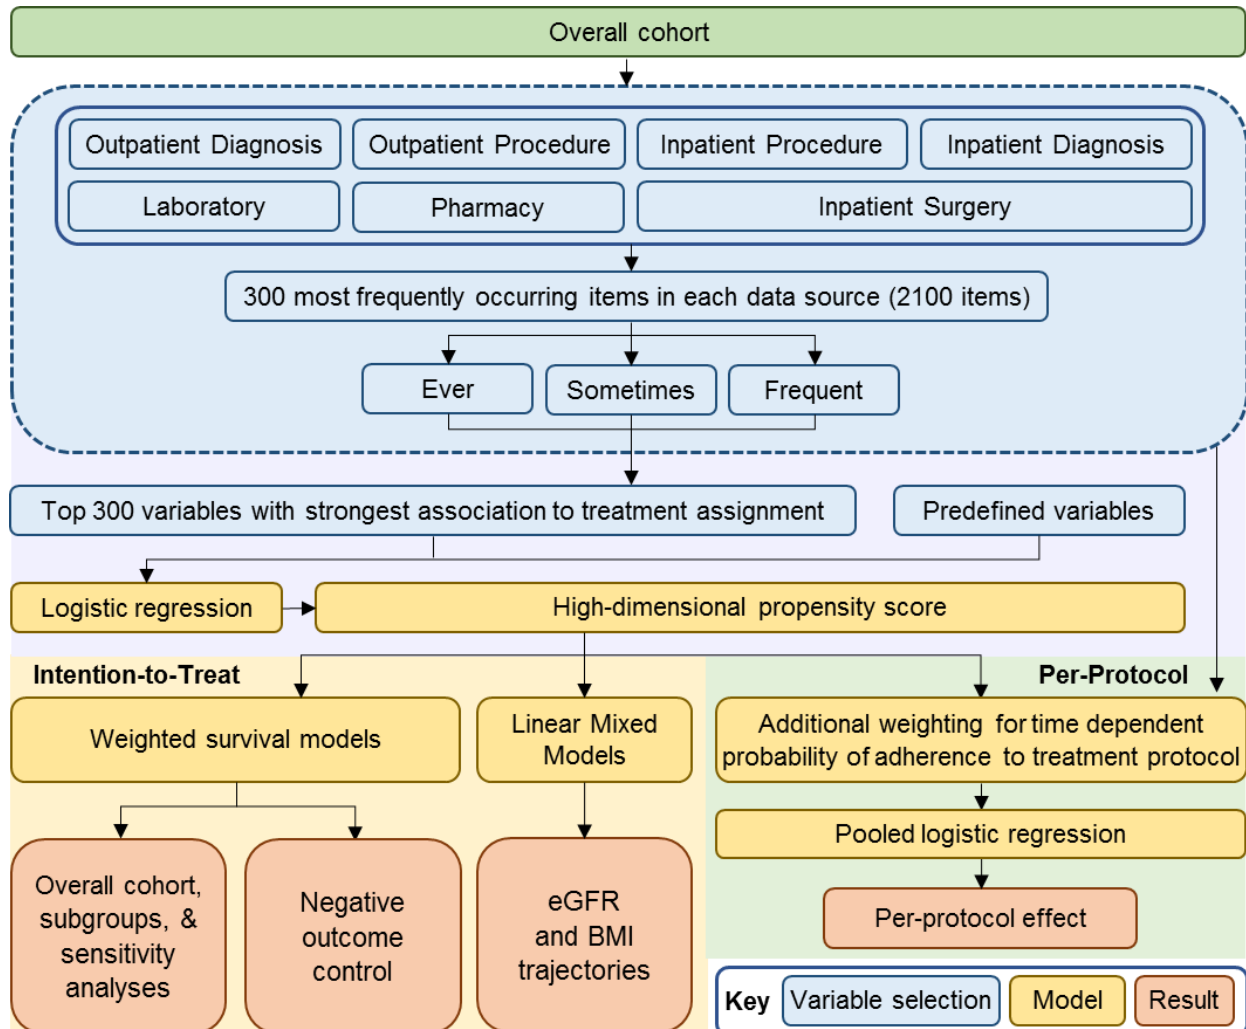 Overall cohort
Outpatient Diagnosis
Outpatient Procedure
Inpatient Procedure
Inpatient Diagnosis
Laboratory
Pharmacy
Inpatient Surgery
300 most frequently occurring items in each data source (2100 items)
Ever
Sometimes
Frequent
Top 300 variables with strongest association to treatment assignment
Predefined variables
Logistic regression
High-dimensional propensity score
Intention-to-Treat
Per-Protocol
Weighted survival models
Linear Mixed
Models
Additional weighting for time dependent
probability of adherence to treatment protocol
Pooled logistic regression
Overall cohort,
subgroups, &
sensitivity
analyses
Negative
outcome
control
eGFR
and BMI
trajectories
Per-protocol effect
Key
Variable selection
Model
Result